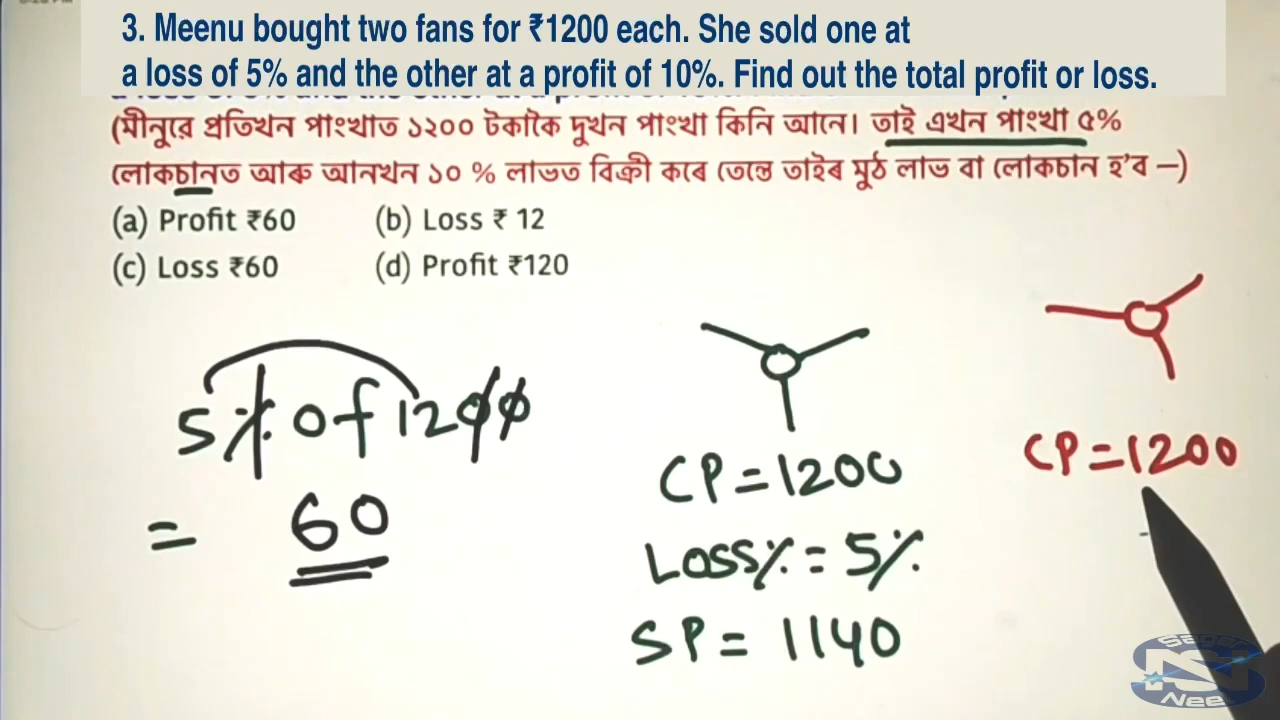 3. Meenu bought two fans for ₹1200 each. She sold one at
a loss of 5% and the other at a profit of 10%. Find out the total profit or loss.
(মীনুৱে প্ৰতিখন পাংখাত ১২০০ টকাকৈ দুখন পাংখা কিনি আনে। তাই এখন পাংখা ৫%
লোকচানত আৰু আনখন ১০ % লাভত বিক্ৰী কৰে তেন্তে তাইৰ মুঠ লাভ বা লোকচান হ'ব –)
(a) Profit ₹60 (b) Loss ₹ 12
(c) Loss ₹60 (d) Profit ₹120
5% of 1200
= 60
CP = 1200
Loss% = 5%
SP = 1140
CP = 1200